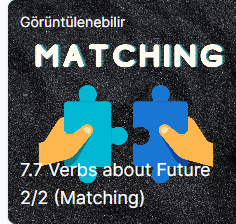 Görüntülenebilir
MATCHING
7.7 Verbs about Future
2/2 (Matching)